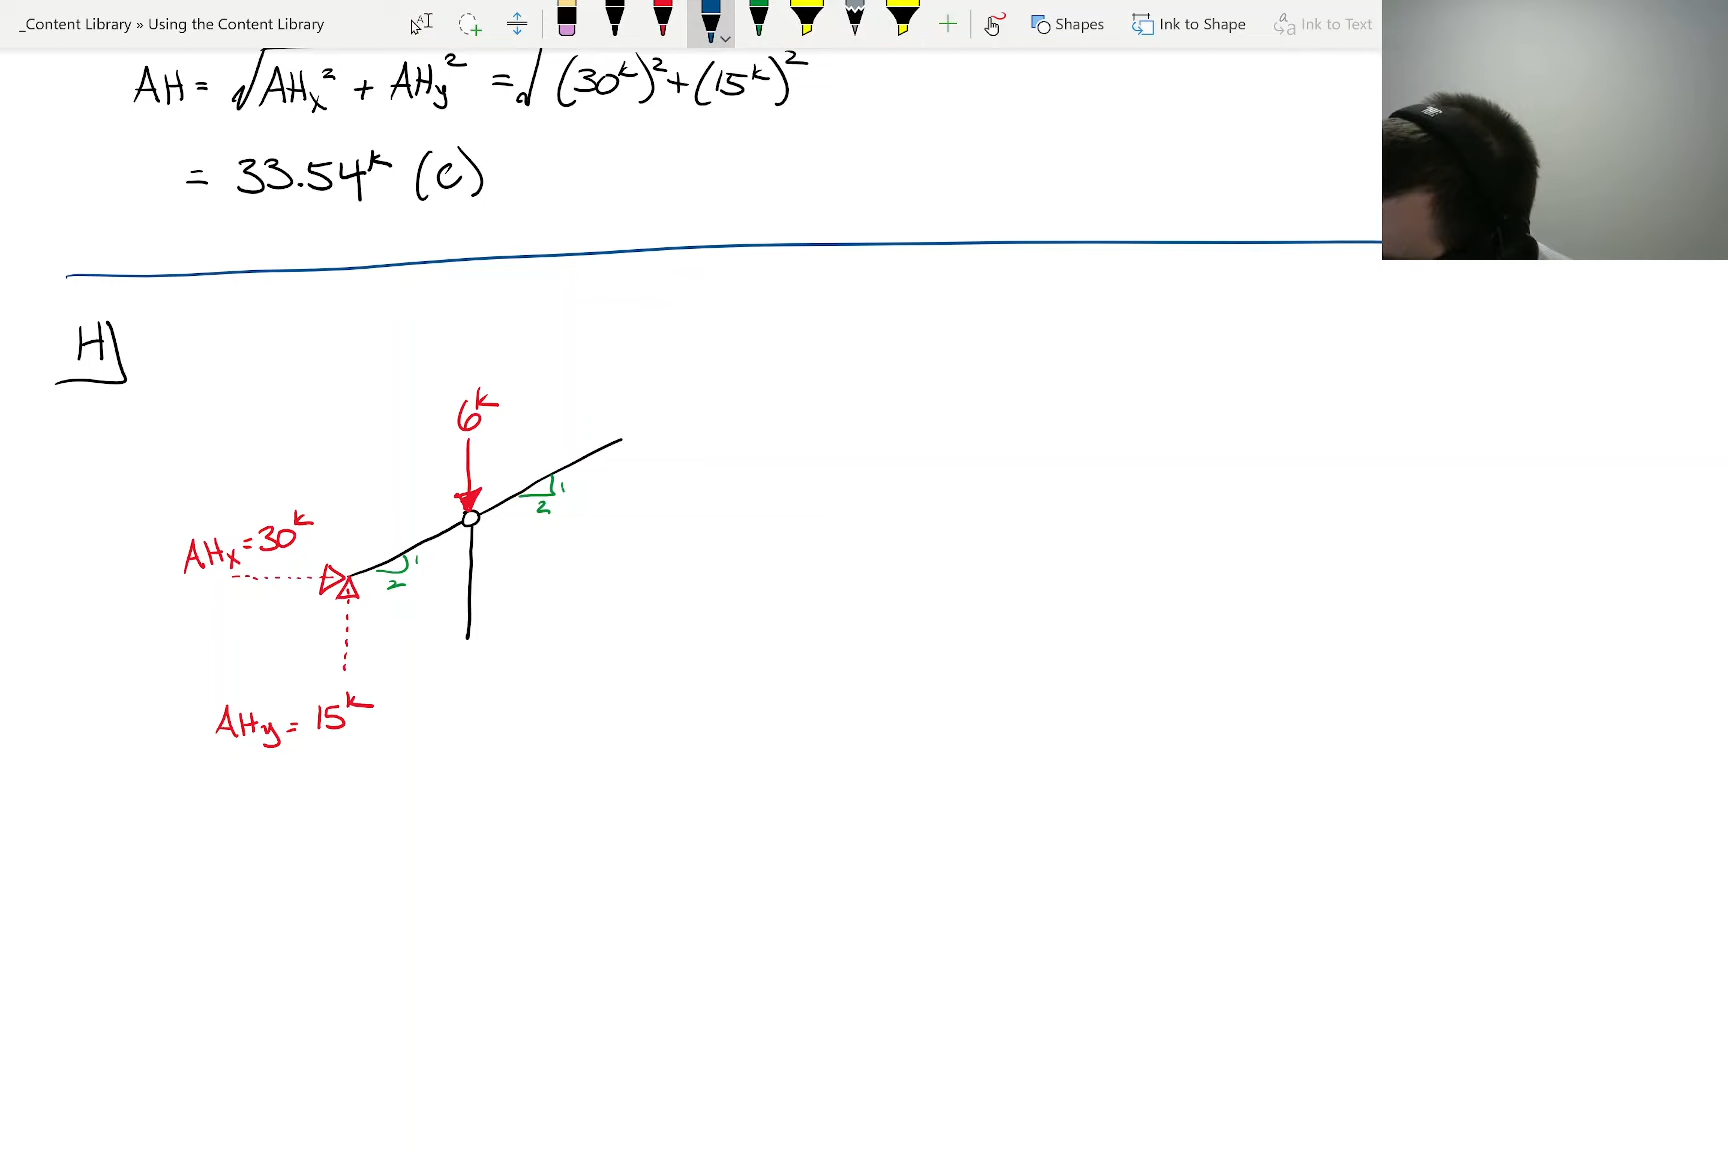 _Content Library » Using the Content Library
Shapes
Ink to Shape
Ink to Text
AH = √AHx² + AHy² = √(30ᵏ)² + (15ᵏ)²
= 33.54ᵏ (C)
H
6ᵏ
1
2
AHx = 30ᵏ
1
2
AHy = 15ᵏ